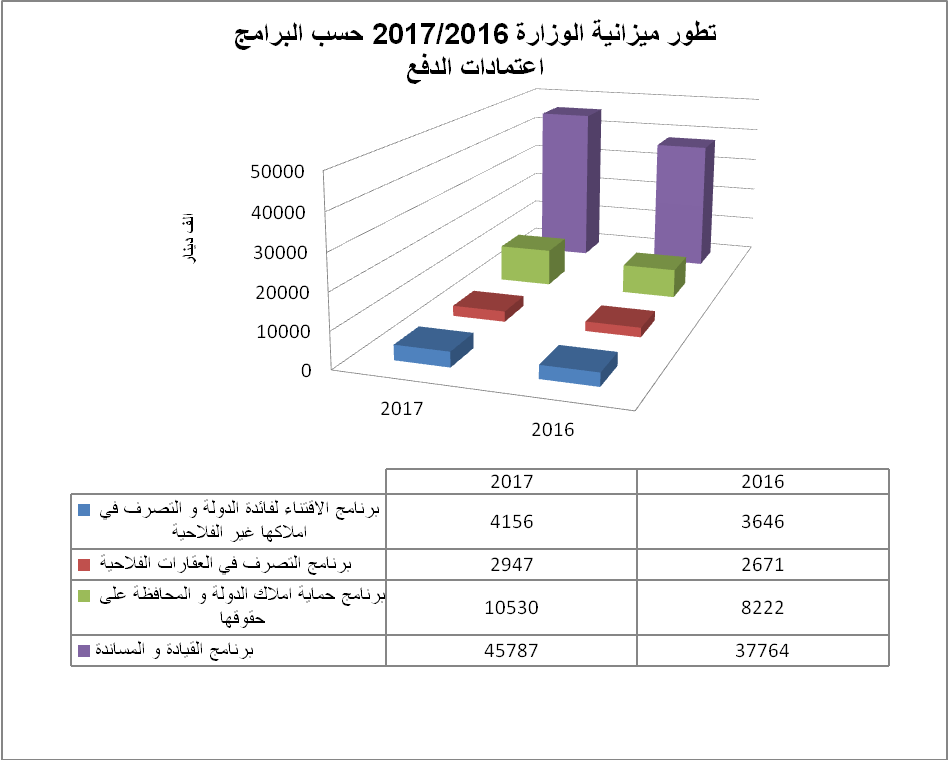 تطور ميزانية الوزارة 2017/2016 حسب البرامج
اعتمادات الدفع
الف دينار
50000
40000
30000
20000
10000
0
2017
2016
2017 2016
برنامج الاقتناء لفائدة الدولة و التصرف في
املاكها غير الفلاحية
4156 3646
برنامج التصرف في العقارات الفلاحية
2947 2671
برنامج حماية املاك الدولة و المحافظة على
حقوقها
10530 8222
برنامج القيادة و المساندة
45787 37764